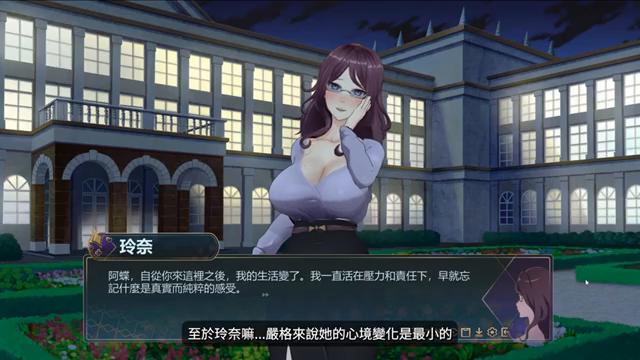 玲奈
阿蝶，自從你來這裡之後，我的生活變了。我一直活在壓力和責任下，早就忘
記什麼是真實而純粹的感受。
至於玲奈嘛...嚴格來說她的心境變化是最小的